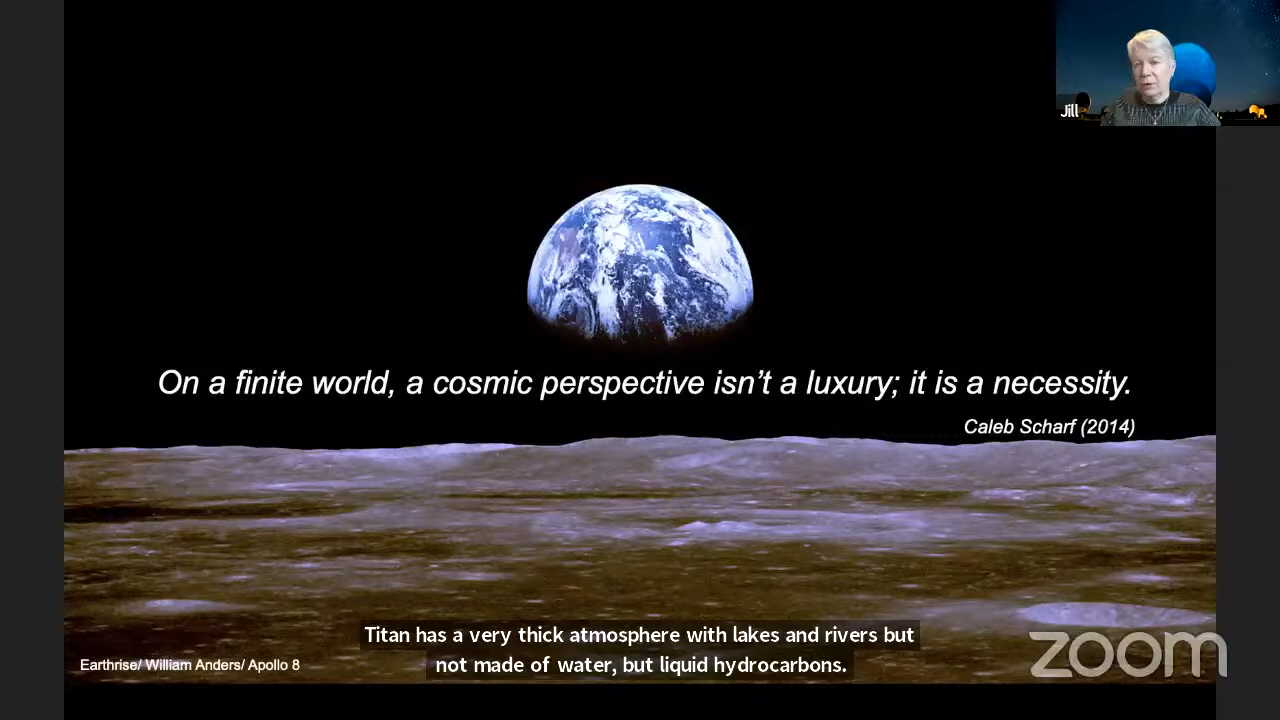 Jill
On a finite world, a cosmic perspective isn’t a luxury; it is a necessity.
Caleb Scharf (2014)
Titan has a very thick atmosphere with lakes and rivers but
not made of water, but liquid hydrocarbons.
Earthrise/ William Anders/ Apollo 8
zoom